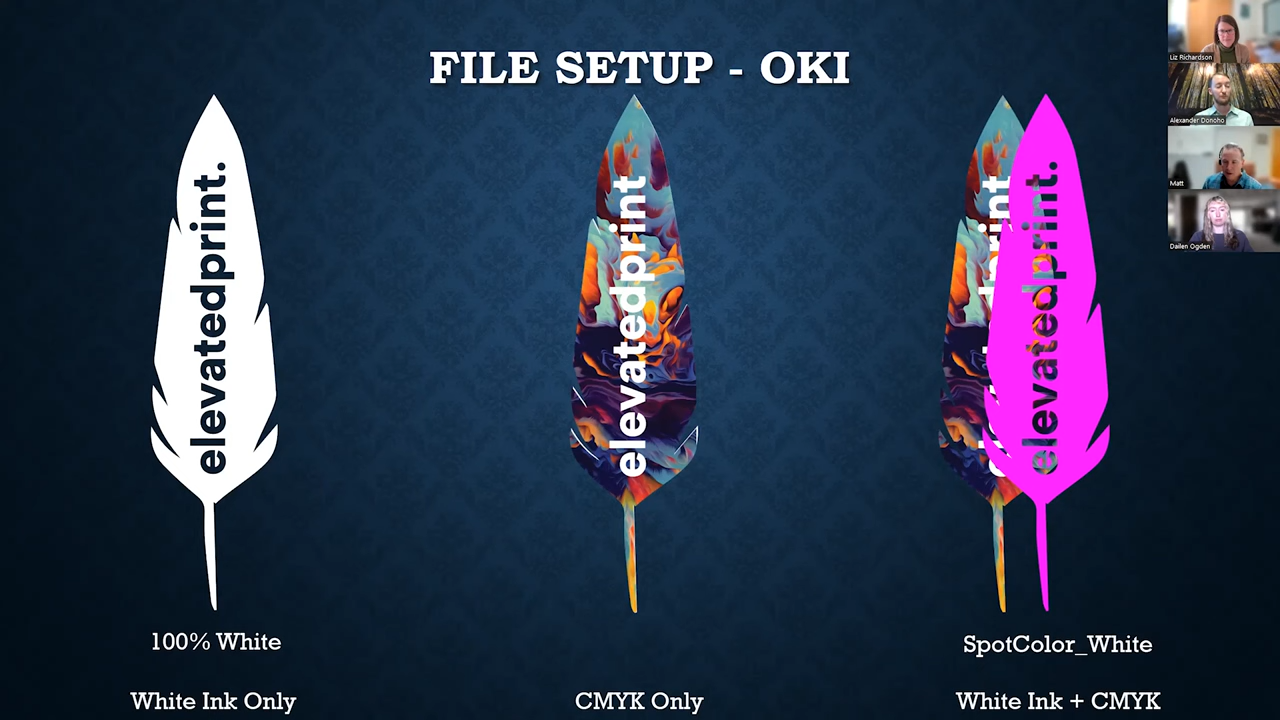 FILE SETUP - OKI
elevatedprint.
elevatedprint
elevatedprint
elevatedprint.
100% White
SpotColor_White
White Ink Only
CMYK Only
White Ink + CMYK
Liz Richardson
Alexander Donoho
Matt
Dailen Ogden